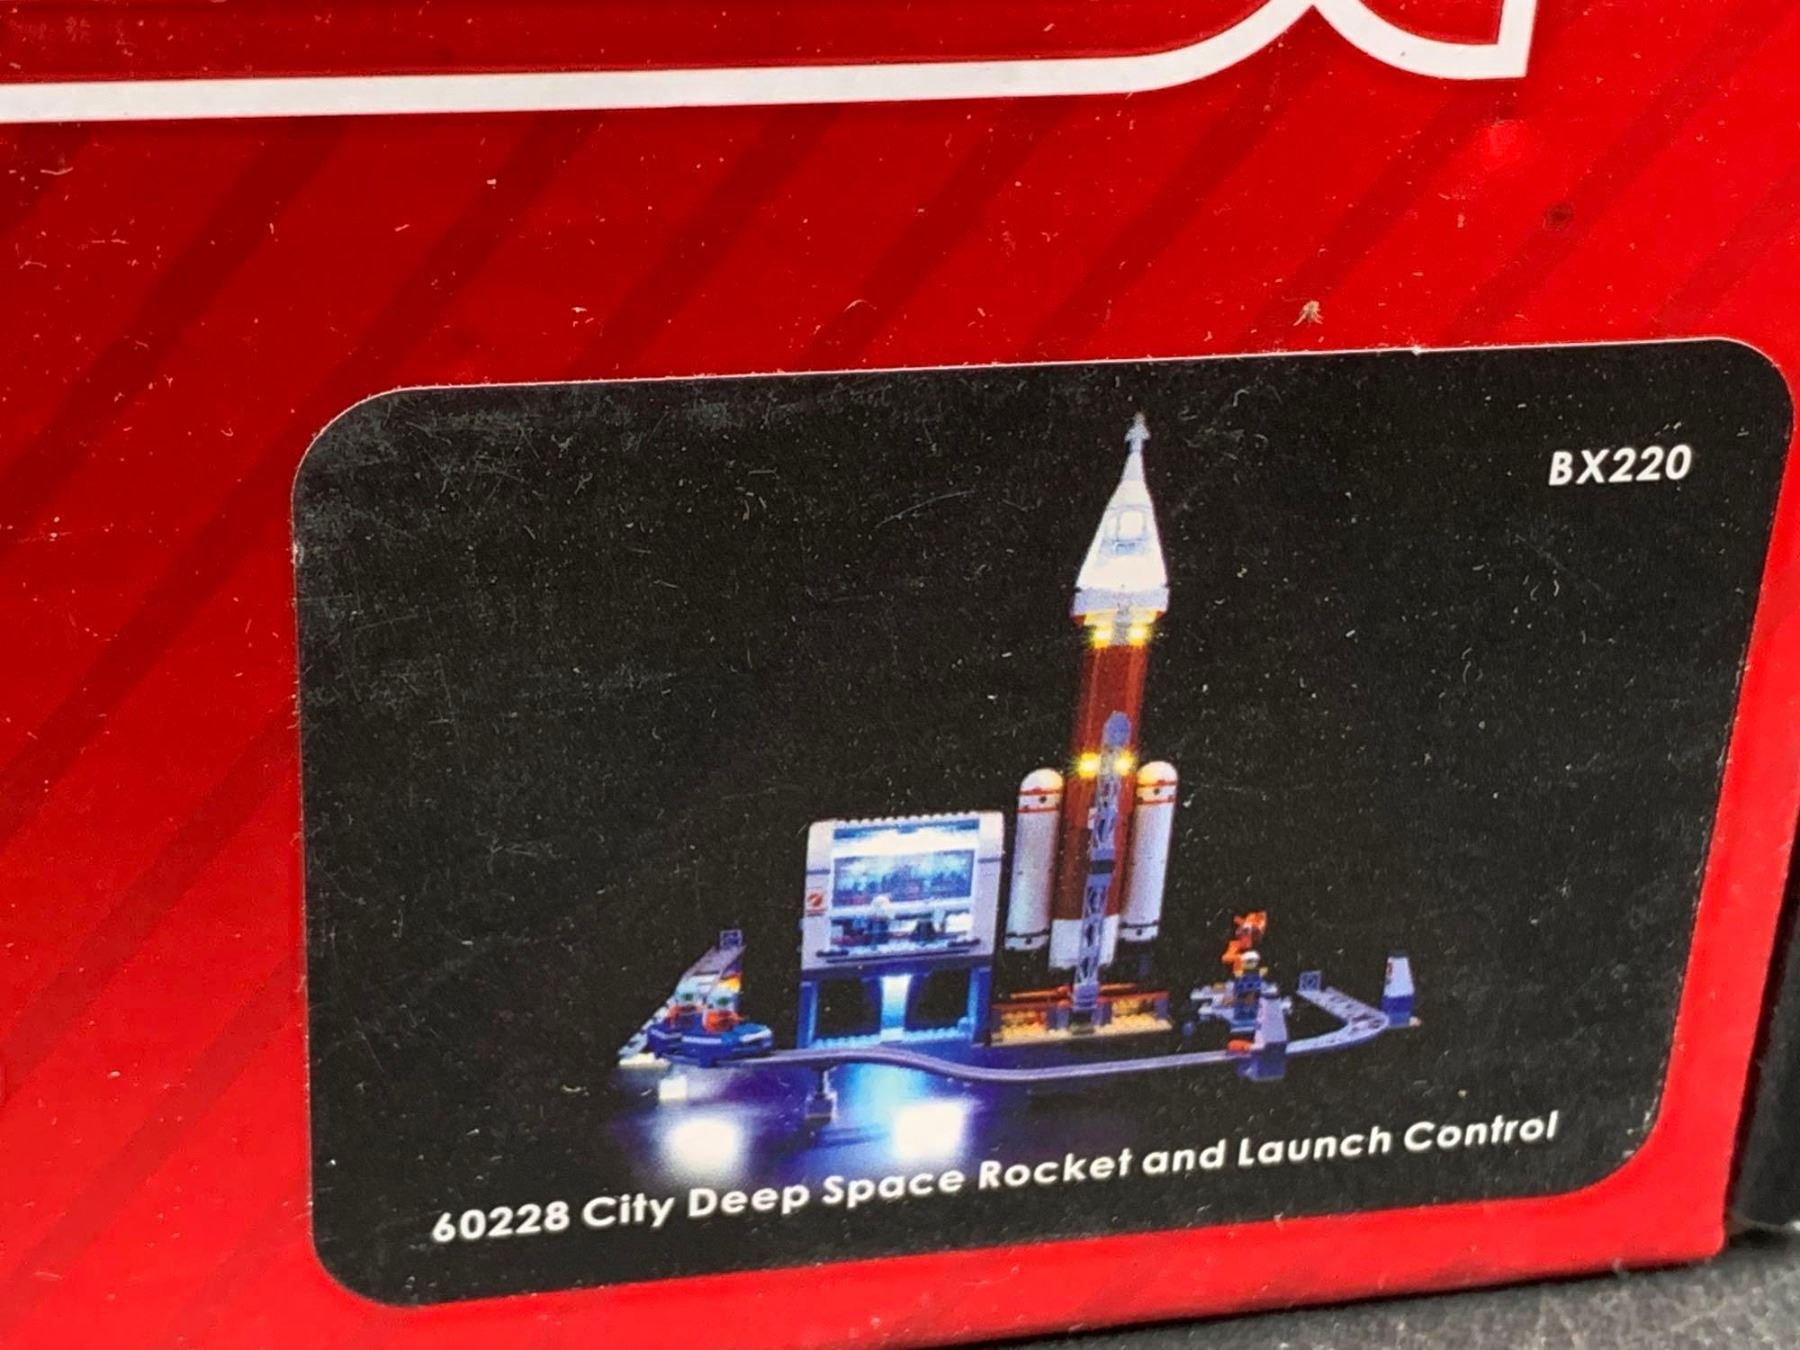 BX220
60228 City Deep Space Rocket and Launch Control